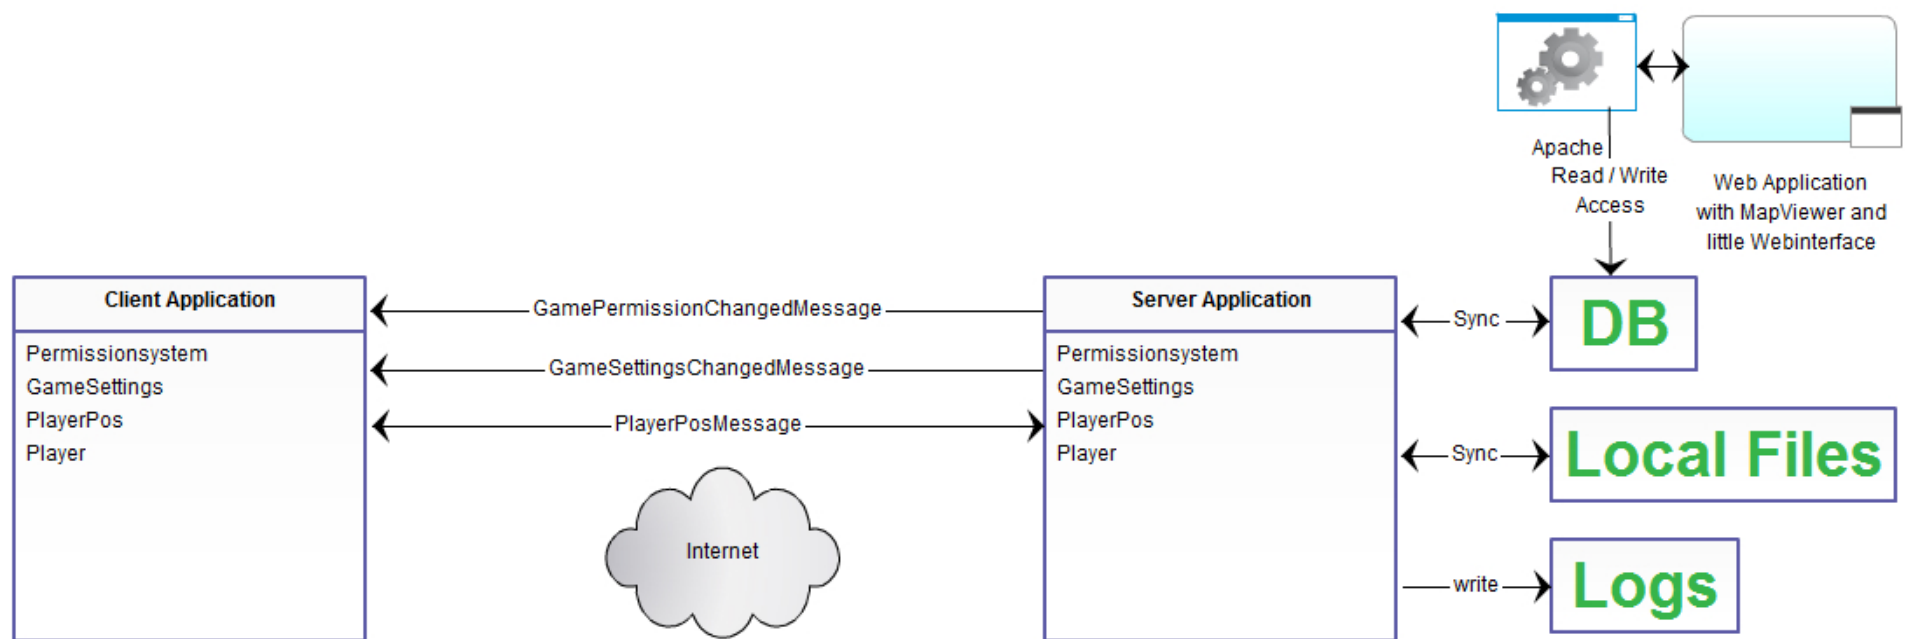 Apache
Read / Write
Access
Web Application
with MapViewer and
little Webinterface
Client Application
Permissionsystem
GameSettings
PlayerPos
Player
GamePermissionChangedMessage
GameSettingsChangedMessage
PlayerPosMessage
Internet
Server Application
Permissionsystem
GameSettings
PlayerPos
Player
Sync
DB
Sync
Local Files
write
Logs